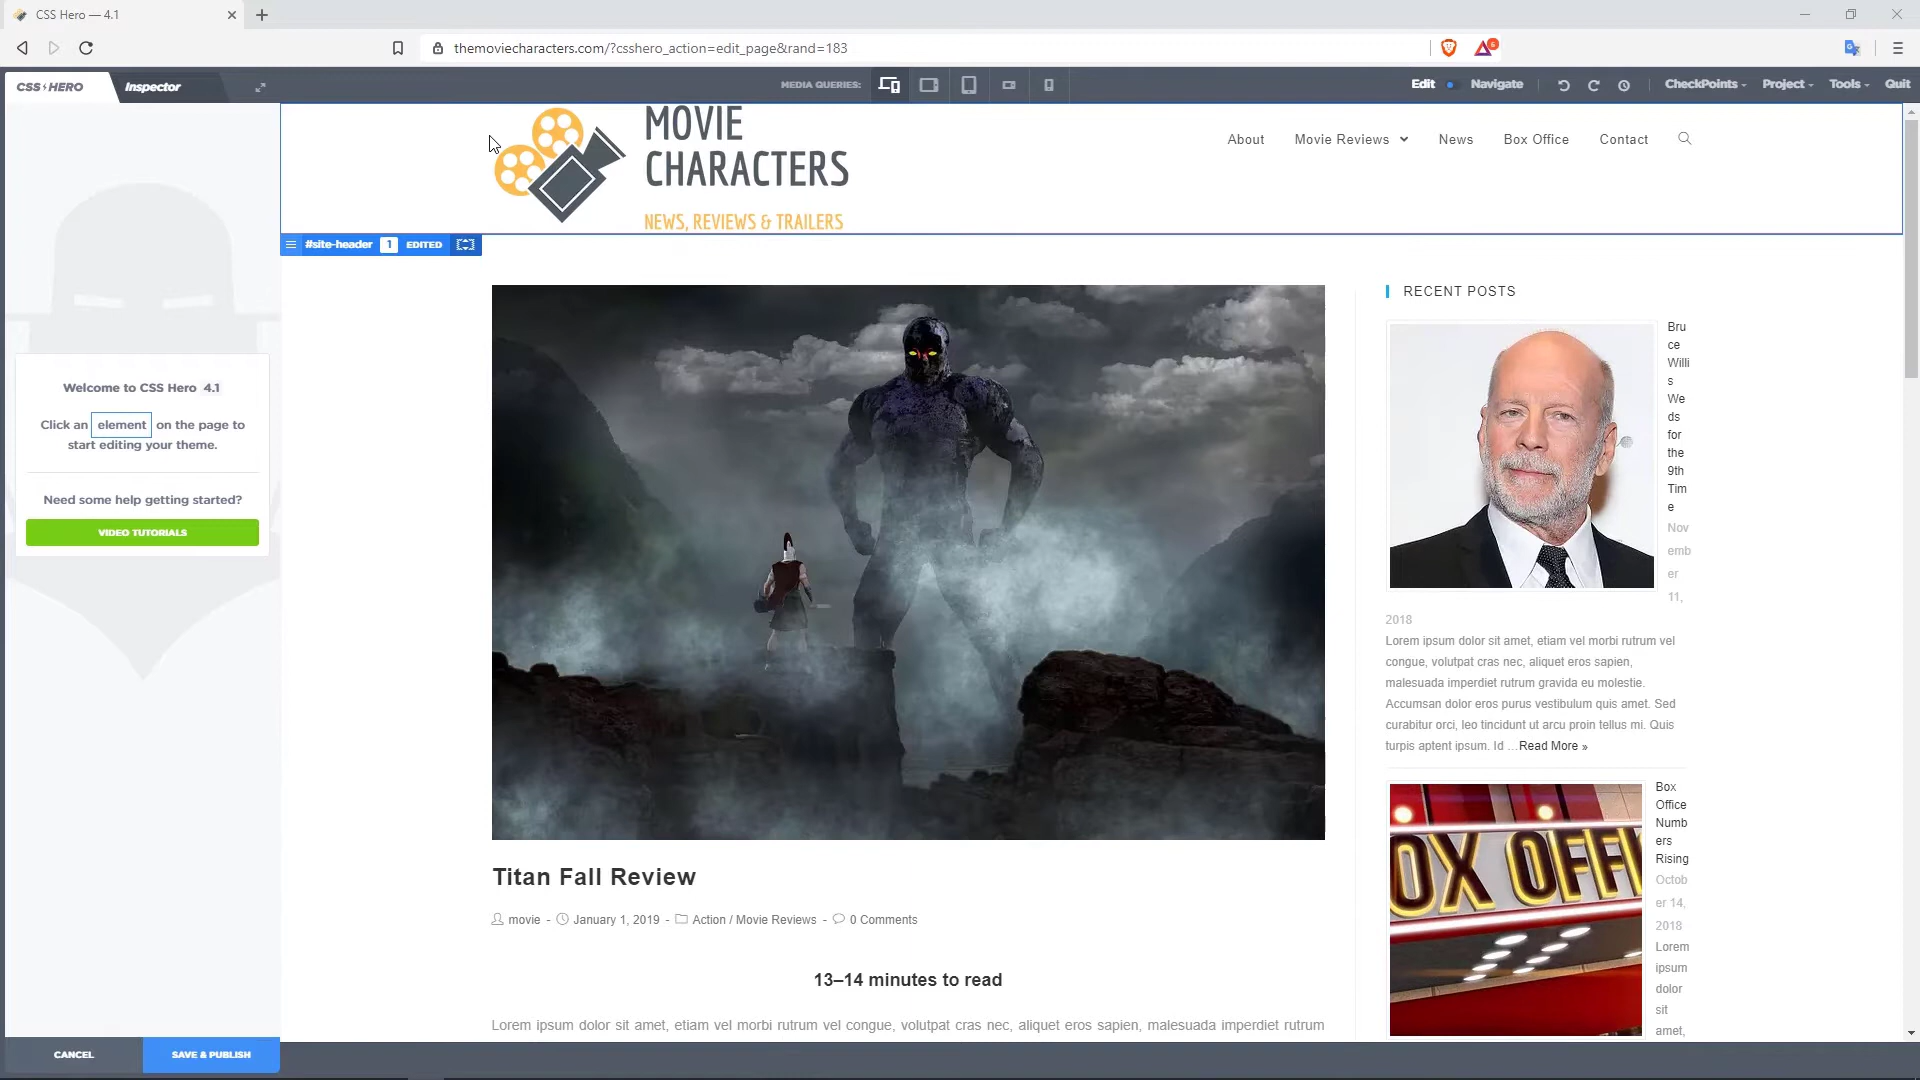 CSS Hero — 4.1
themoviecharacters.com/?csshero_action=edit_page&rand=183
6
CSS HERO
Inspector
MEDIA QUERIES:
Edit
Navigate
CheckPoints
Project
Tools
Quit
MOVIE
CHARACTERS
NEWS, REVIEWS & TRAILERS
About
Movie Reviews
News
Box Office
Contact
#site-header 1 EDITED
Welcome to CSS Hero 4.1
Click an element on the page to
start editing your theme.
Need some help getting started?
VIDEO TUTORIALS
CANCEL
SAVE & PUBLISH
Titan Fall Review
movie - January 1, 2019 - Action / Movie Reviews - 0 Comments
13–14 minutes to read
Lorem ipsum dolor sit amet, etiam vel morbi rutrum vel congue, volutpat cras nec, aliquet eros sapien, malesuada imperdiet rutrum
RECENT POSTS
Bru
ce
Willi
s
We
ds
for
the
9th
Tim
e
Nov
emb
er
11,
2018
Lorem ipsum dolor sit amet, etiam vel morbi rutrum vel
congue, volutpat cras nec, aliquet eros sapien,
malesuada imperdiet rutrum gravida eu molestie.
Accumsan dolor eros purus vestibulum quis amet. Sed
curabitur orci, leo tincidunt ut arcu proin tellus mi. Quis
turpis aptent ipsum. Id ...Read More »
OX OFFI
Box
Office
Numb
ers
Rising
Octob
er 14,
2018
Lorem
ipsum
dolor
sit
amet,